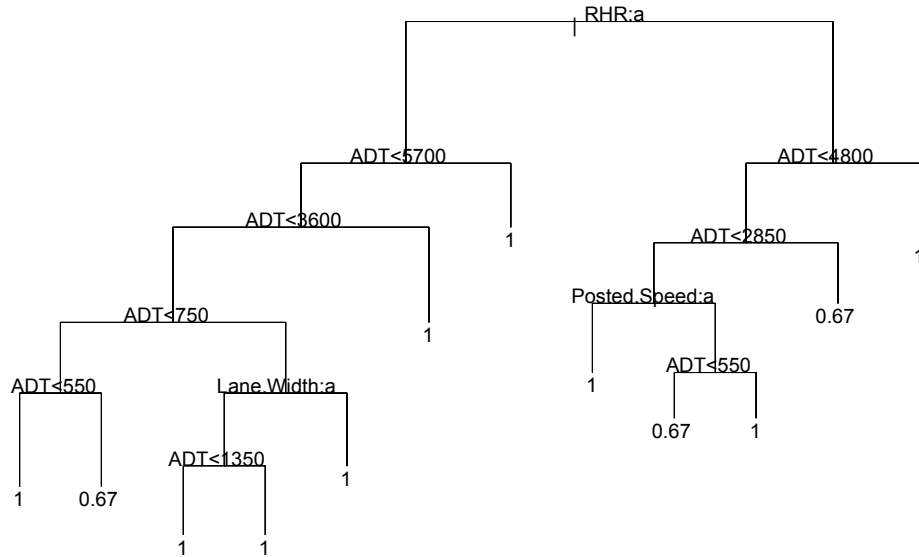 RHR:a
ADT<5700
ADT<4800
ADT<3600
1
ADT<2850
1
Posted.Speed:a
0.67
ADT<750
1
ADT<550
Lane.Width:a
1
ADT<550
0.67
1
ADT<1350
1
1
0.67
1
1